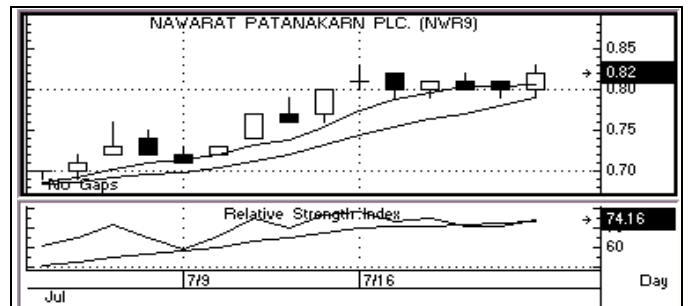 NAWARAT PATANAKARN PLC. (NWR9)
0.85
0.82
0.80
0.75
0.70
No Gaps
Relative Strength Index
74.16
60
7/9
7/16
Day
Jul